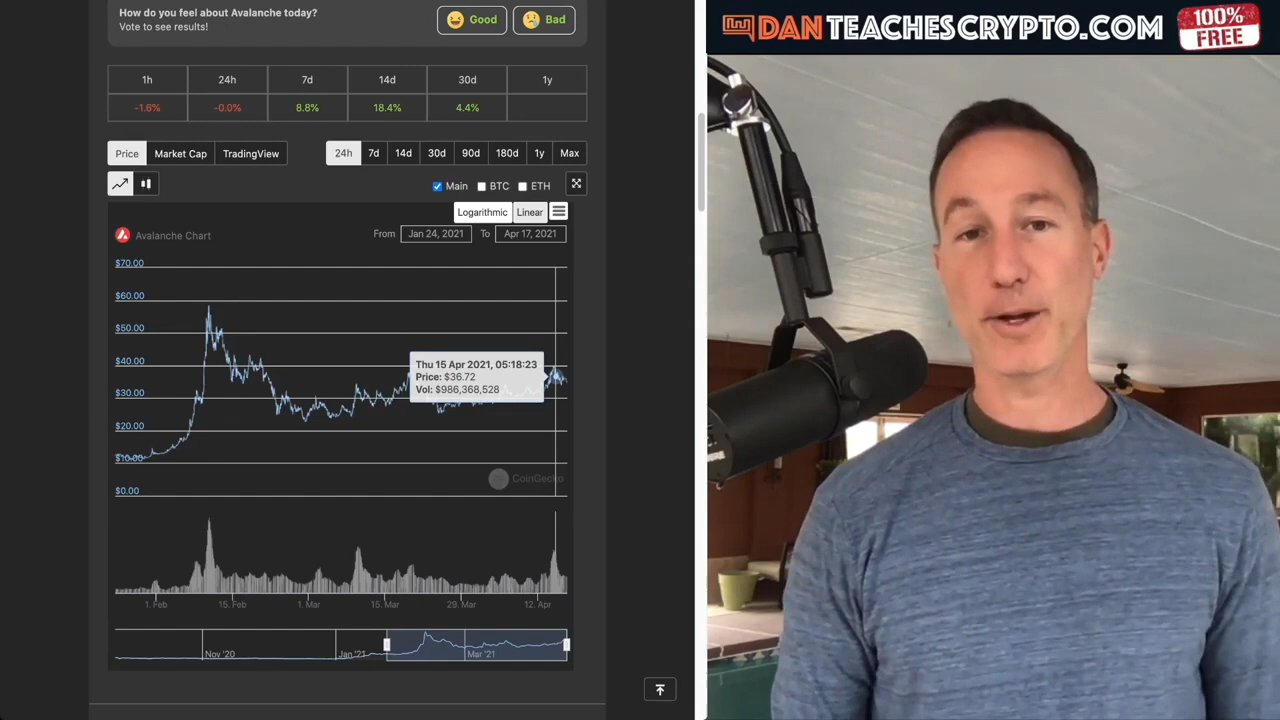 How do you feel about Avalanche today?
Vote to see results!
Good
Bad
1h 24h 7d 14d 30d 1y
-1.6% -0.0% 8.8% 18.4% 4.4%
Price Market Cap TradingView
24h 7d 14d 30d 90d 180d 1y Max
Main BTC ETH
Logarithmic Linear
Avalanche Chart
From Jan 24, 2021 To Apr 17, 2021
$70.00
$60.00
$50.00
$40.00
$30.00
$20.00
$10.00
$0.00
Thu 15 Apr 2021, 05:18:23
Price: $36.72
Vol: $986,368,528
CoinGecko
1. Feb 15. Feb 1. Mar 15. Mar 29. Mar 12. Apr
Nov '20 Jan '21 Mar '21
DAN TEACHESCRYPTO.COM
100%
FREE